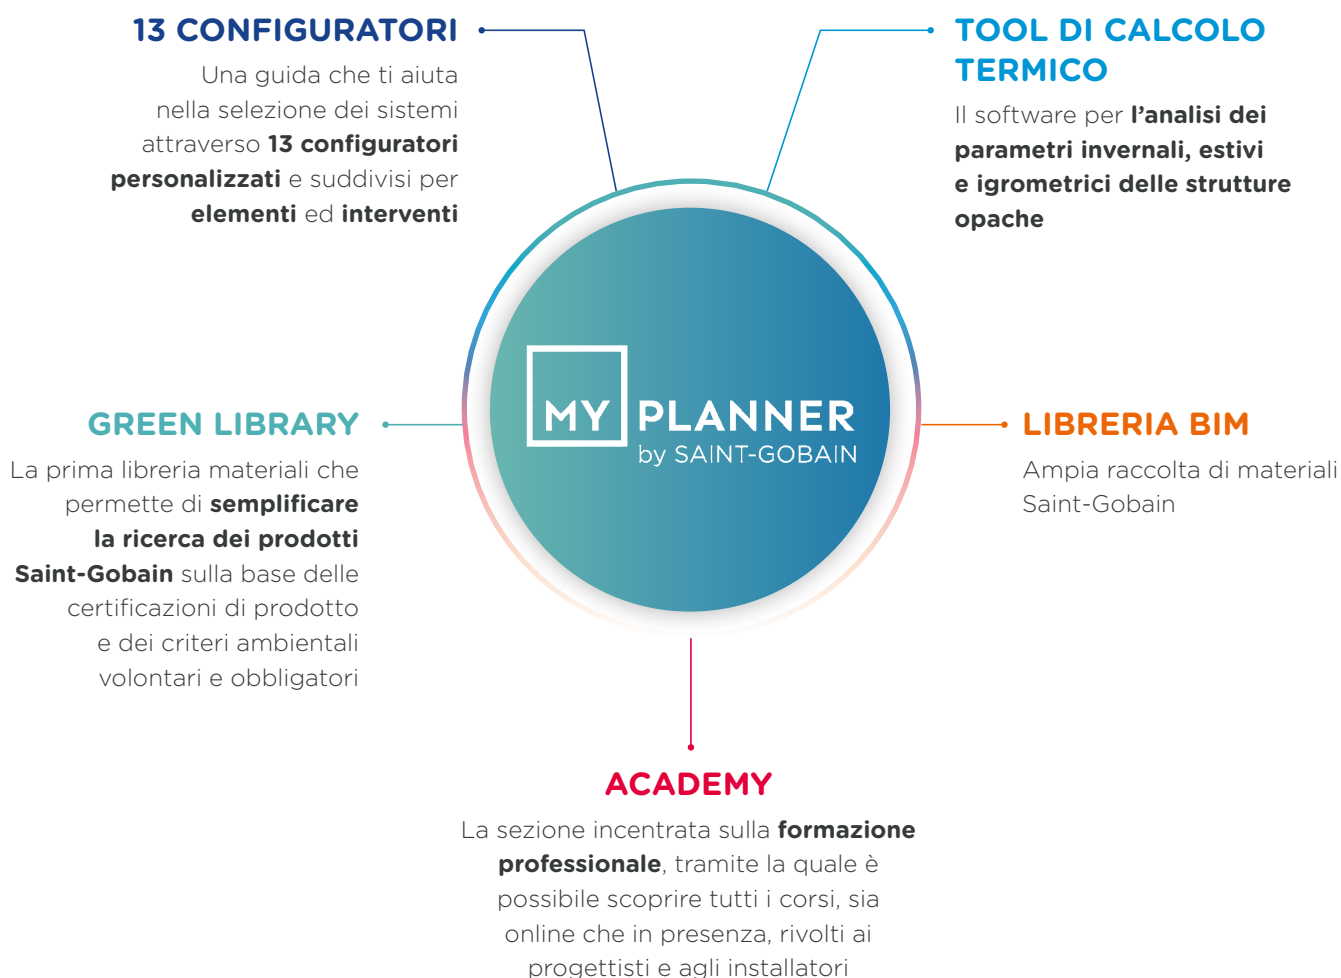 13 CONFIGURATORI
Una guida che ti aiuta
nella selezione dei sistemi
attraverso 13 configuratori
personalizzati e suddivisi per
elementi ed interventi
TOOL DI CALCOLO
TERMICO
Il software per l’analisi dei
parametri invernali, estivi
e igrometrici delle strutture
opache
MY PLANNER
by SAINT-GOBAIN
GREEN LIBRARY
La prima libreria materiali che
permette di semplificare
la ricerca dei prodotti
Saint-Gobain sulla base delle
certificazioni di prodotto
e dei criteri ambientali
volontari e obbligatori
LIBRERIA BIM
Ampia raccolta di materiali
Saint-Gobain
ACADEMY
La sezione incentrata sulla formazione
professionale, tramite la quale è
possibile scoprire tutti i corsi, sia
online che in presenza, rivolti ai
progettisti e agli installatori